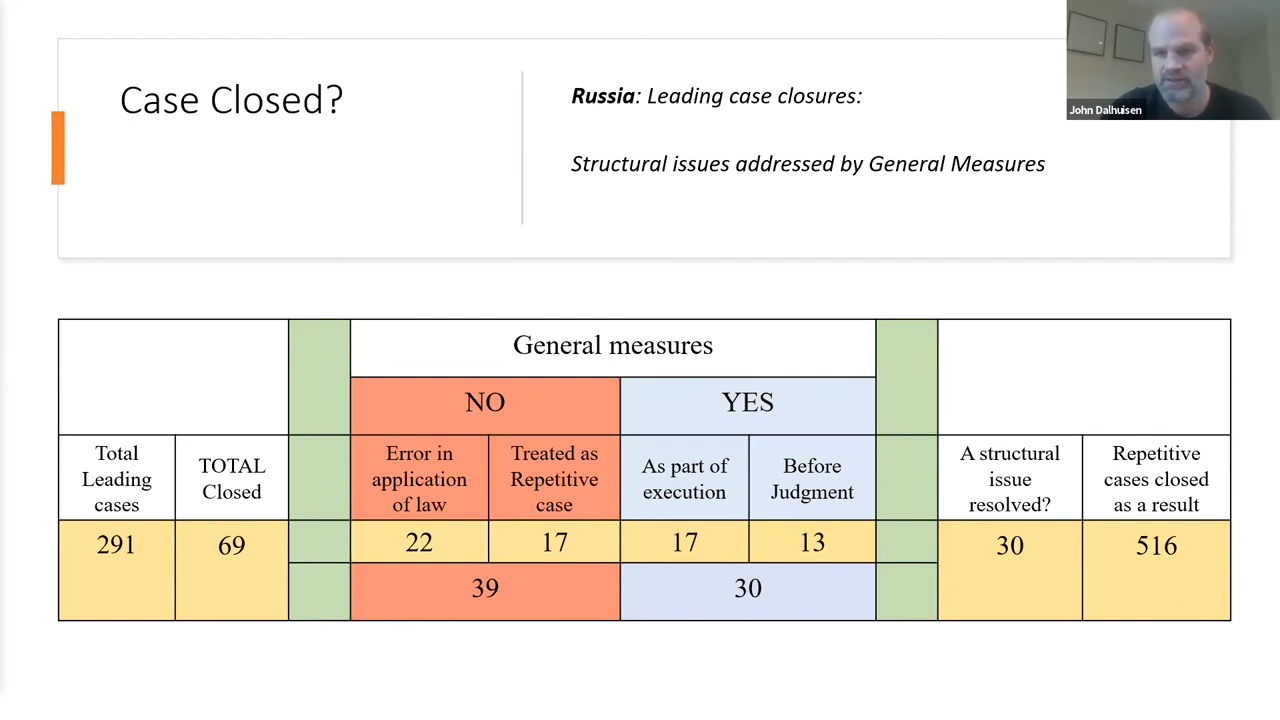 Case Closed?
Russia: Leading case closures:
Structural issues addressed by General Measures
John Dalhuisen
General measures
NO
YES
Total
Leading
cases
TOTAL
Closed
Error in
application
of law
Treated as
Repetitive
case
As part of
execution
Before
Judgment
A structural
issue
resolved?
Repetitive
cases closed
as a result
291
69
22
17
17
13
30
516
39
30